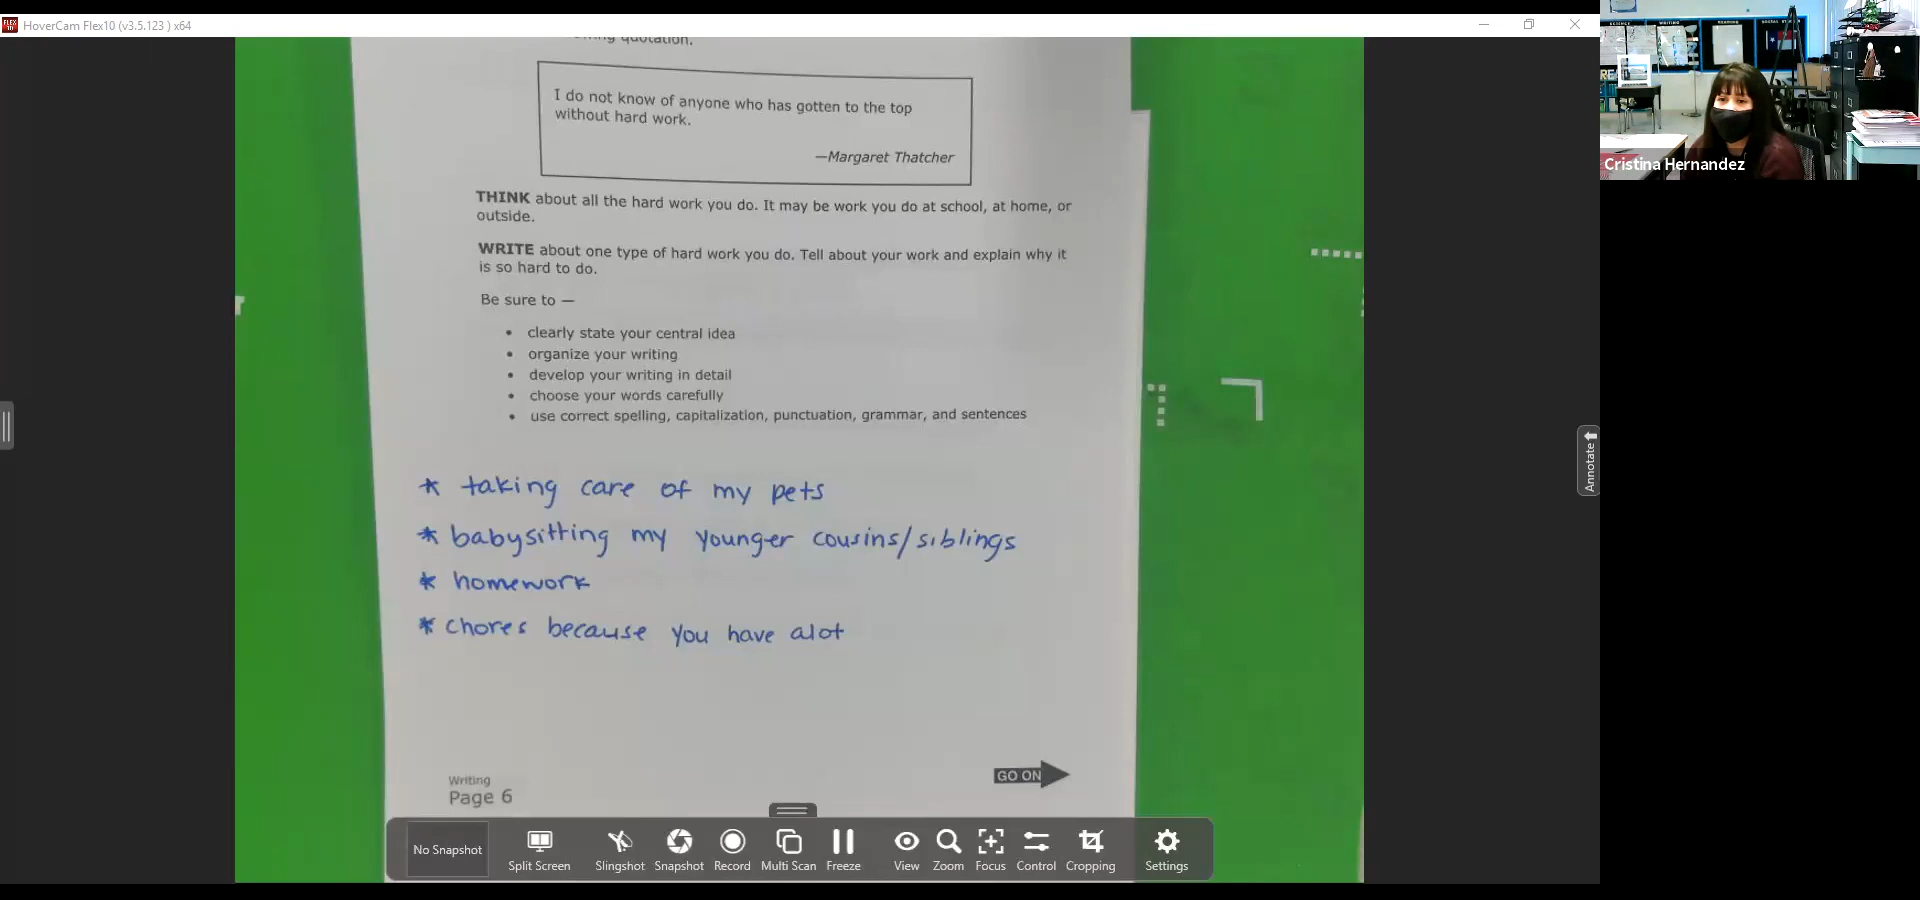 HoverCam Flex10 (v3.5.123 ) x64
quotation.
I do not know of anyone who has gotten to the top
without hard work.
—Margaret Thatcher
THINK about all the hard work you do. It may be work you do at school, at home, or
outside.
WRITE about one type of hard work you do. Tell about your work and explain why it
is so hard to do.
Be sure to —
• clearly state your central idea
• organize your writing
• develop your writing in detail
• choose your words carefully
• use correct spelling, capitalization, punctuation, grammar, and sentences
* taking care of my pets
* babysitting my younger cousins/siblings
* homework
* chores because you have alot
GO ON
Writing
Page 6
No Snapshot
Split Screen
Slingshot
Snapshot
Record
Multi Scan
Freeze
View
Zoom
Focus
Control
Cropping
Settings
Annotate
WRITING
READING
Cristina Hernandez